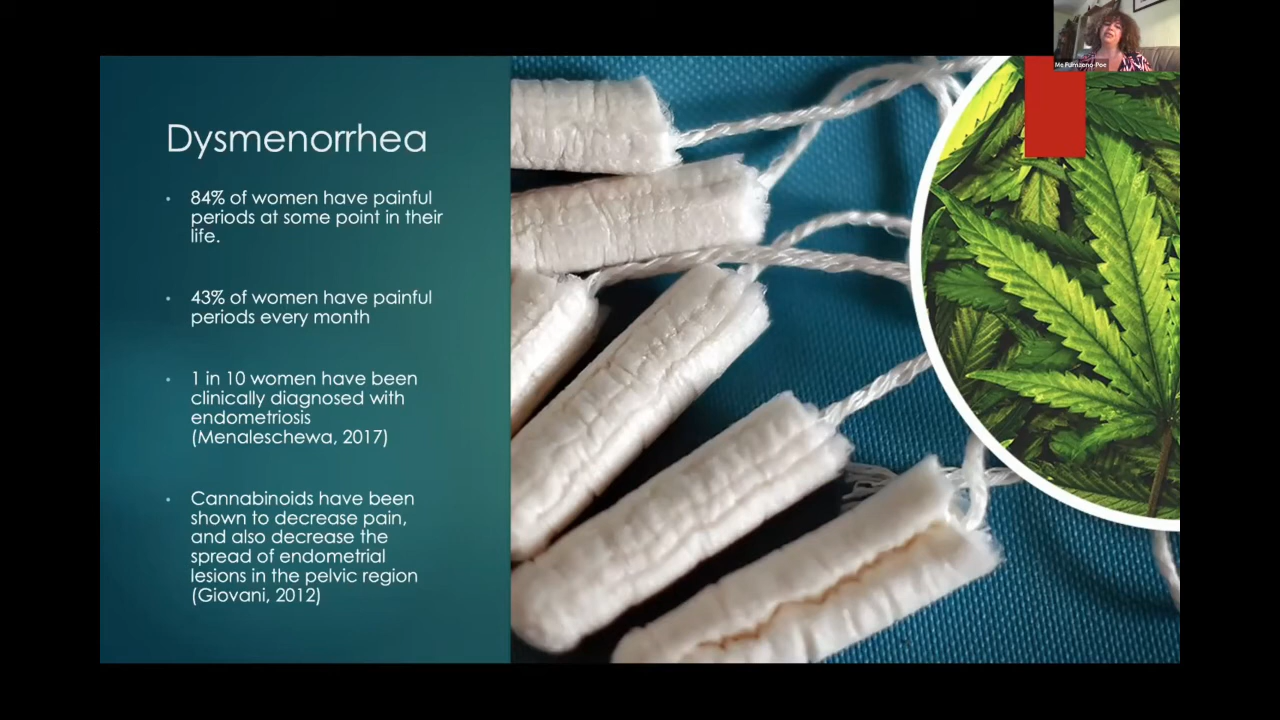 Dysmenorrhea
• 84% of women have painful
periods at some point in their
life.
• 43% of women have painful
periods every month
• 1 in 10 women have been
clinically diagnosed with
endometriosis
(Menaleschewa, 2017)
• Cannabinoids have been
shown to decrease pain,
and also decrease the
spread of endometrial
lesions in the pelvic region
(Giovani, 2012)